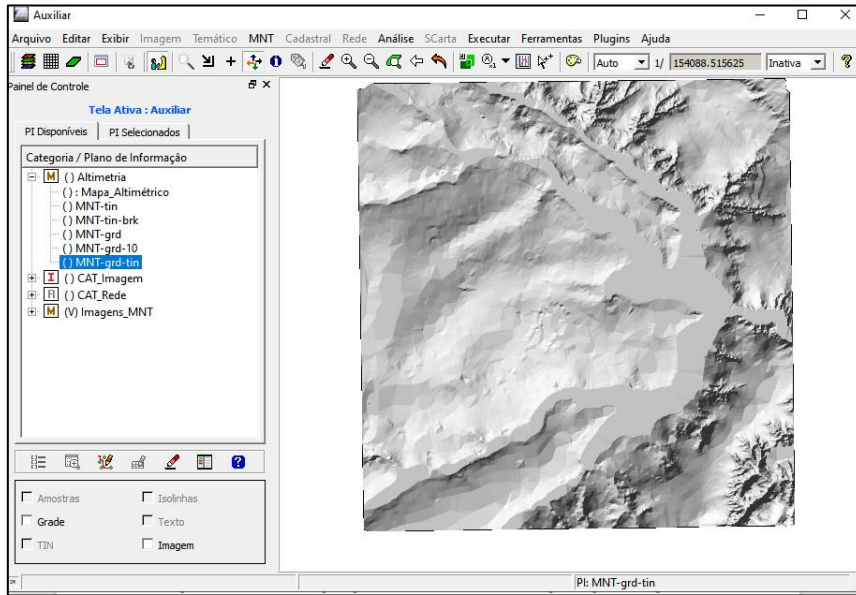 Auxiliar
Arquivo Editar Exibir Imagem Temático MNT Cadastral Rede Análise SCarta Executar Ferramentas Plugins Ajuda
Auto 1/ 154088.515625 Inativa
Painel de Controle
Tela Ativa : Auxiliar
PI Disponíveis PI Selecionados
Categoria / Plano de Informação
M () Altimetria
() : Mapa_Altimétrico
() MNT-tin
() MNT-tin-brk
() MNT-grd
() MNT-grd-10
() MNT-grd-tin
I () CAT_Imagem
R () CAT_Rede
M (V) Imagens_MNT
Amostras Isolinhas
Grade Texto
TIN Imagem
PI: MNT-grd-tin